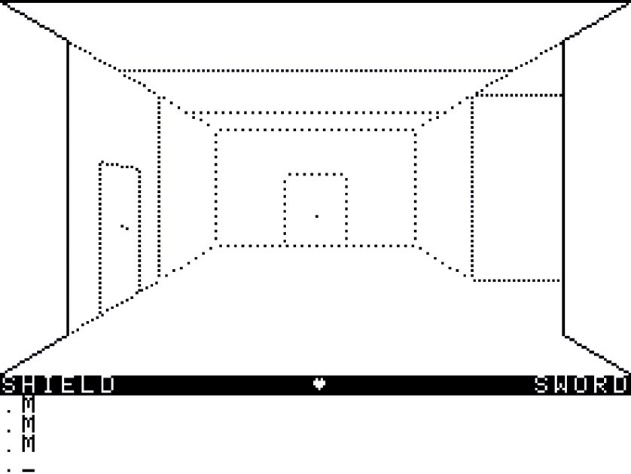 SHIELD ♥ SWORD
. M
. M
. M
. _